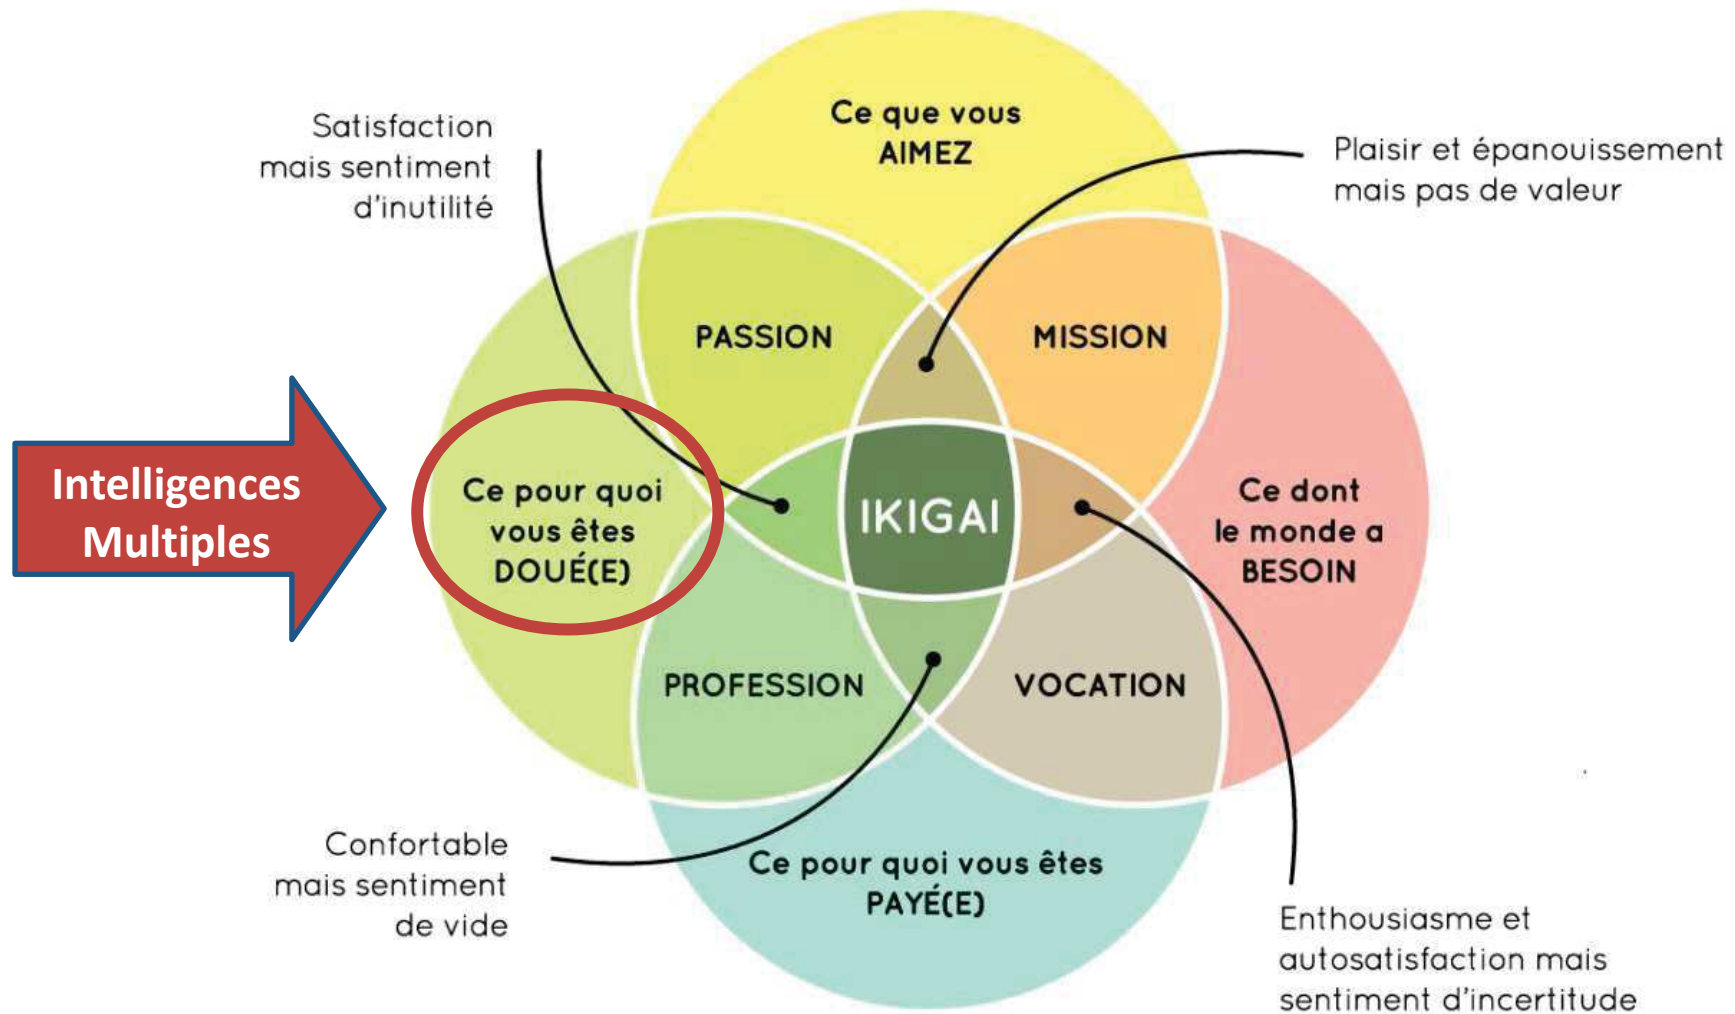 Ce que vous
AIMEZ
Satisfaction
mais sentiment
d'inutilité
Plaisir et épanouissement
mais pas de valeur
PASSION
MISSION
Intelligences
Multiples
Ce pour quoi
vous êtes
DOUÉ(E)
IKIGAI
Ce dont
le monde a
BESOIN
PROFESSION
VOCATION
Confortable
mais sentiment
de vide
Ce pour quoi vous êtes
PAYÉ(E)
Enthousiasme et
autosatisfaction mais
sentiment d'incertitude